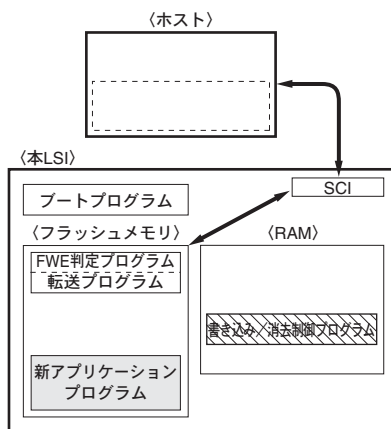 〈ホスト〉
〈本LSI〉
SCI
ブートプログラム
〈フラッシュメモリ〉
〈RAM〉
FWE判定プログラム
転送プログラム
書き込み／消去制御プログラム
新アプリケーション
プログラム